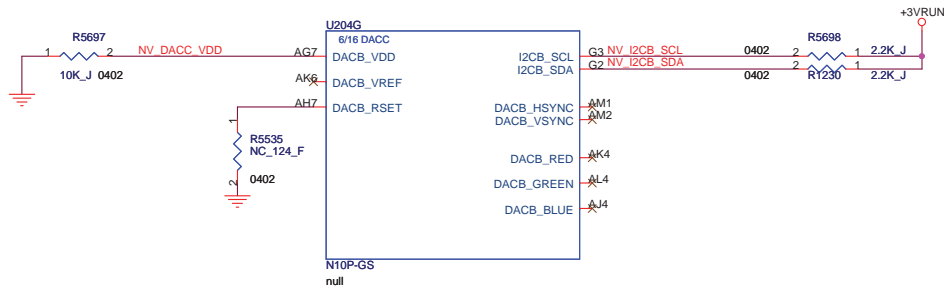 +3VRUN
U204G
R5697
6/16 DACC
R5698
1
2
NV_DACC_VDD
AG7
DACB_VDD
I2CB_SCL
G3
NV_I2CB_SCL
0402
2
1
2.2K_J
10K_J
0402
I2CB_SDA
G2
NV_I2CB_SDA
0402
2
R1230
1
2.2K_J
AK6
DACB_VREF
AH7
DACB_RSET
DACB_HSYNC
AM1
DACB_VSYNC
AM2
1
R5535
NC_124_F
2
0402
DACB_RED
AK4
DACB_GREEN
AL4
DACB_BLUE
AJ4
N10P-GS
null